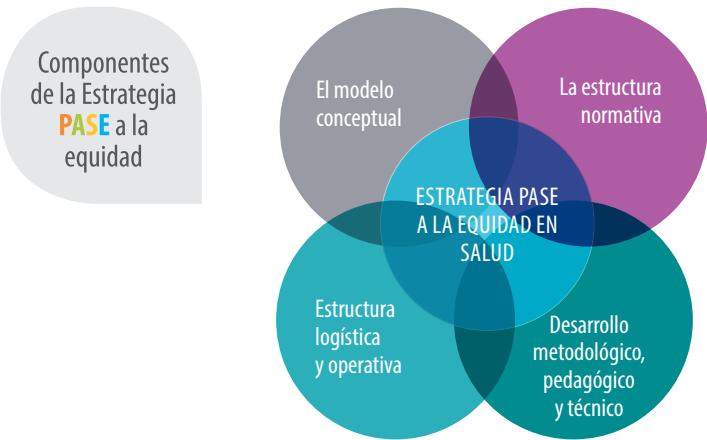 Componentes
de la Estrategia
PASE a la
equidad
El modelo
conceptual
La estructura
normativa
ESTRATEGIA PASE
A LA EQUIDAD EN
SALUD
Estructura
logística
y operativa
Desarrollo
metodológico,
pedagógico
y técnico